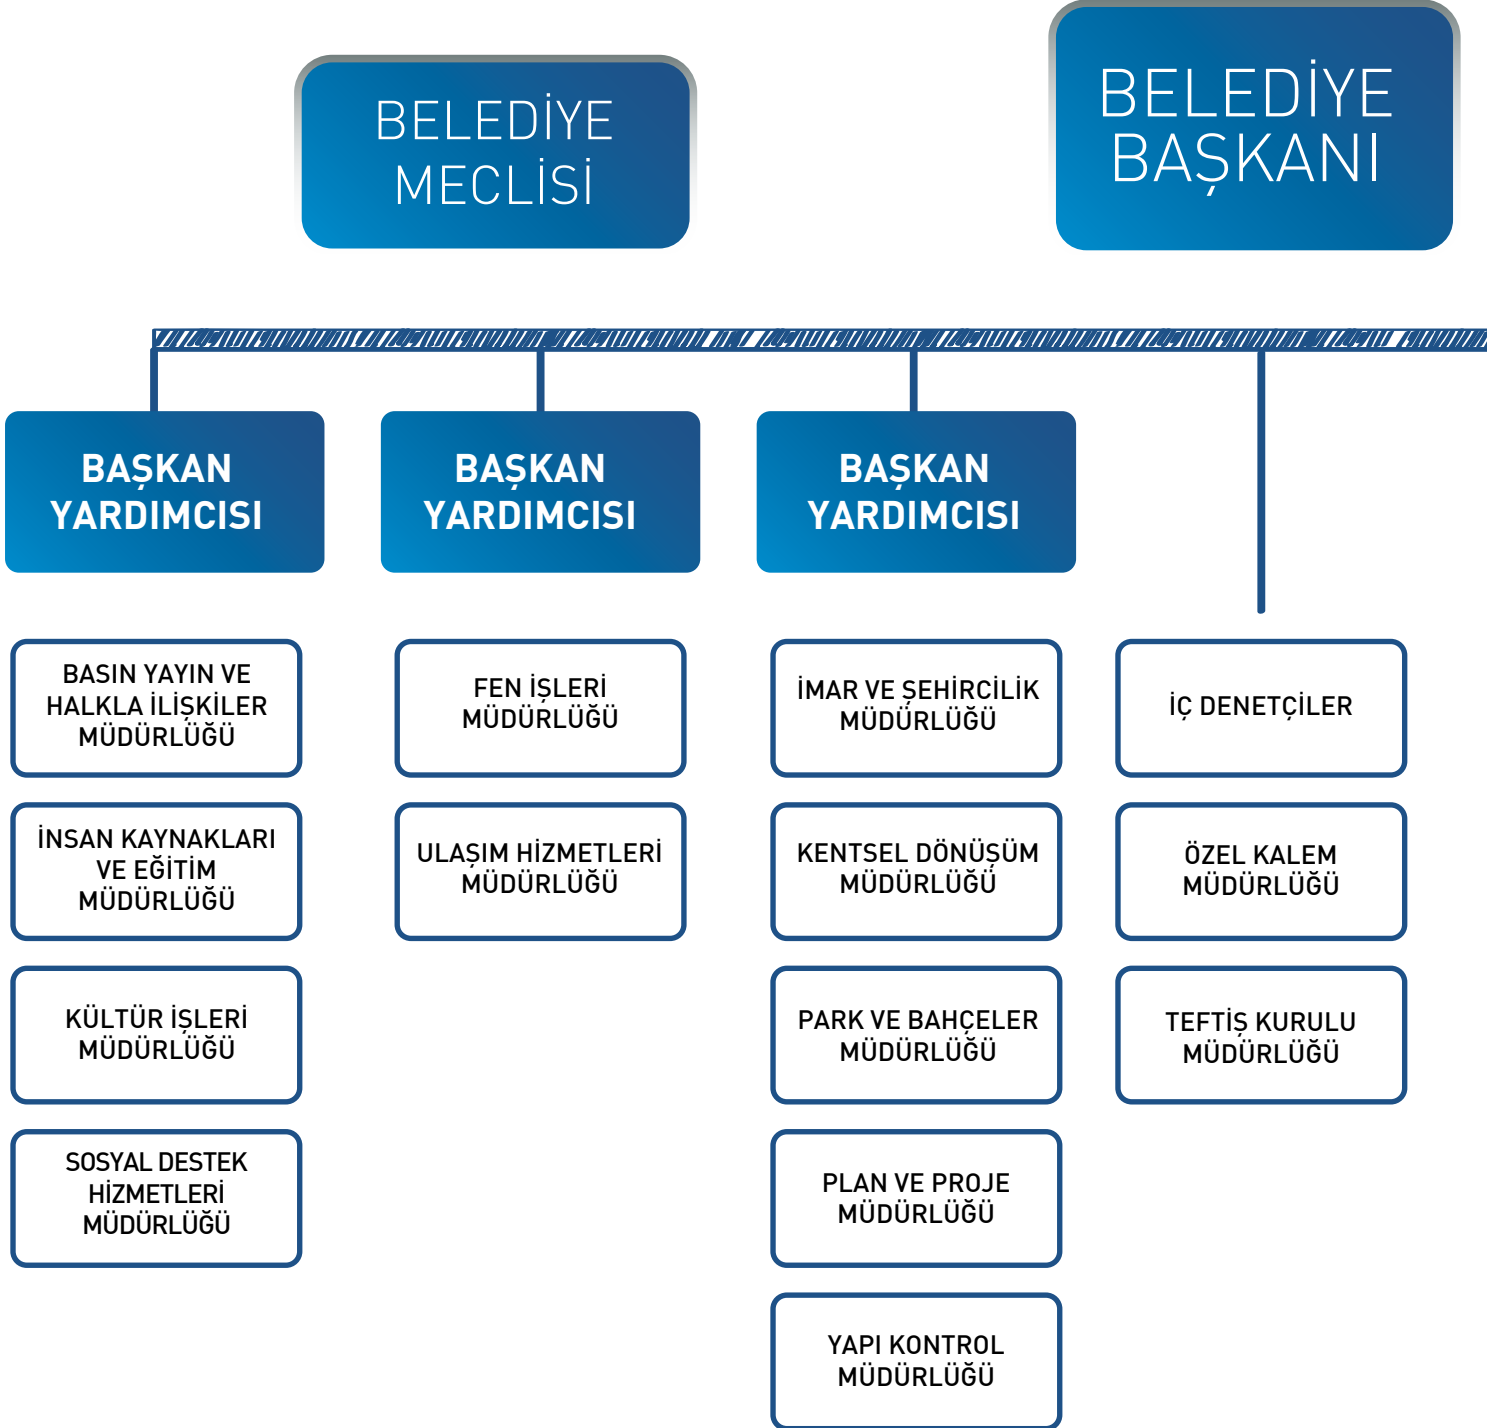 BELEDİYE
MECLİSİ
BELEDİYE
BAŞKANI
BAŞKAN
YARDIMCISI
BAŞKAN
YARDIMCISI
BAŞKAN
YARDIMCISI
BASIN YAYIN VE
HALKLA İLİŞKİLER
MÜDÜRLÜĞÜ
İNSAN KAYNAKLARI
VE EĞİTİM
MÜDÜRLÜĞÜ
KÜLTÜR İŞLERİ
MÜDÜRLÜĞÜ
SOSYAL DESTEK
HİZMETLERİ
MÜDÜRLÜĞÜ
FEN İŞLERİ
MÜDÜRLÜĞÜ
ULAŞIM HİZMETLERİ
MÜDÜRLÜĞÜ
İMAR VE ŞEHİRCİLİK
MÜDÜRLÜĞÜ
KENTSEL DÖNÜŞÜM
MÜDÜRLÜĞÜ
PARK VE BAHÇELER
MÜDÜRLÜĞÜ
PLAN VE PROJE
MÜDÜRLÜĞÜ
YAPI KONTROL
MÜDÜRLÜĞÜ
İÇ DENETÇİLER
ÖZEL KALEM
MÜDÜRLÜĞÜ
TEFTİŞ KURULU
MÜDÜRLÜĞÜ